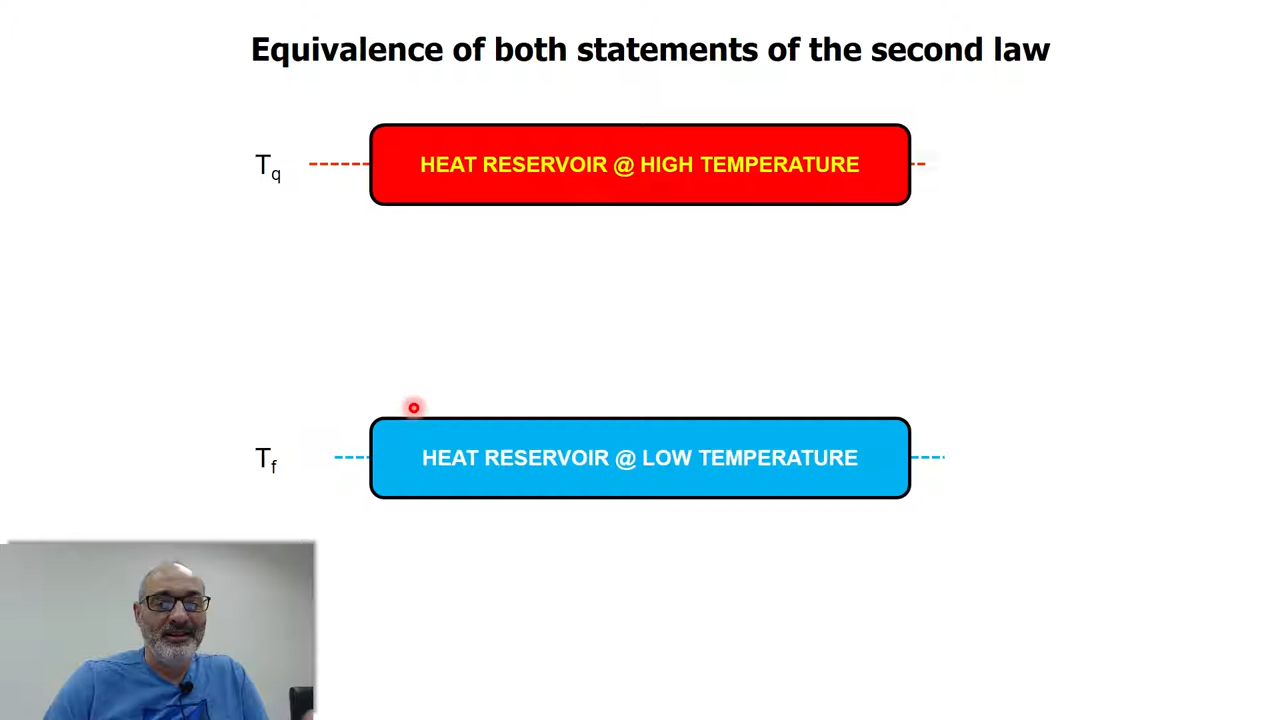 Equivalence of both statements of the second law
T_q
HEAT RESERVOIR @ HIGH TEMPERATURE
T_f
HEAT RESERVOIR @ LOW TEMPERATURE